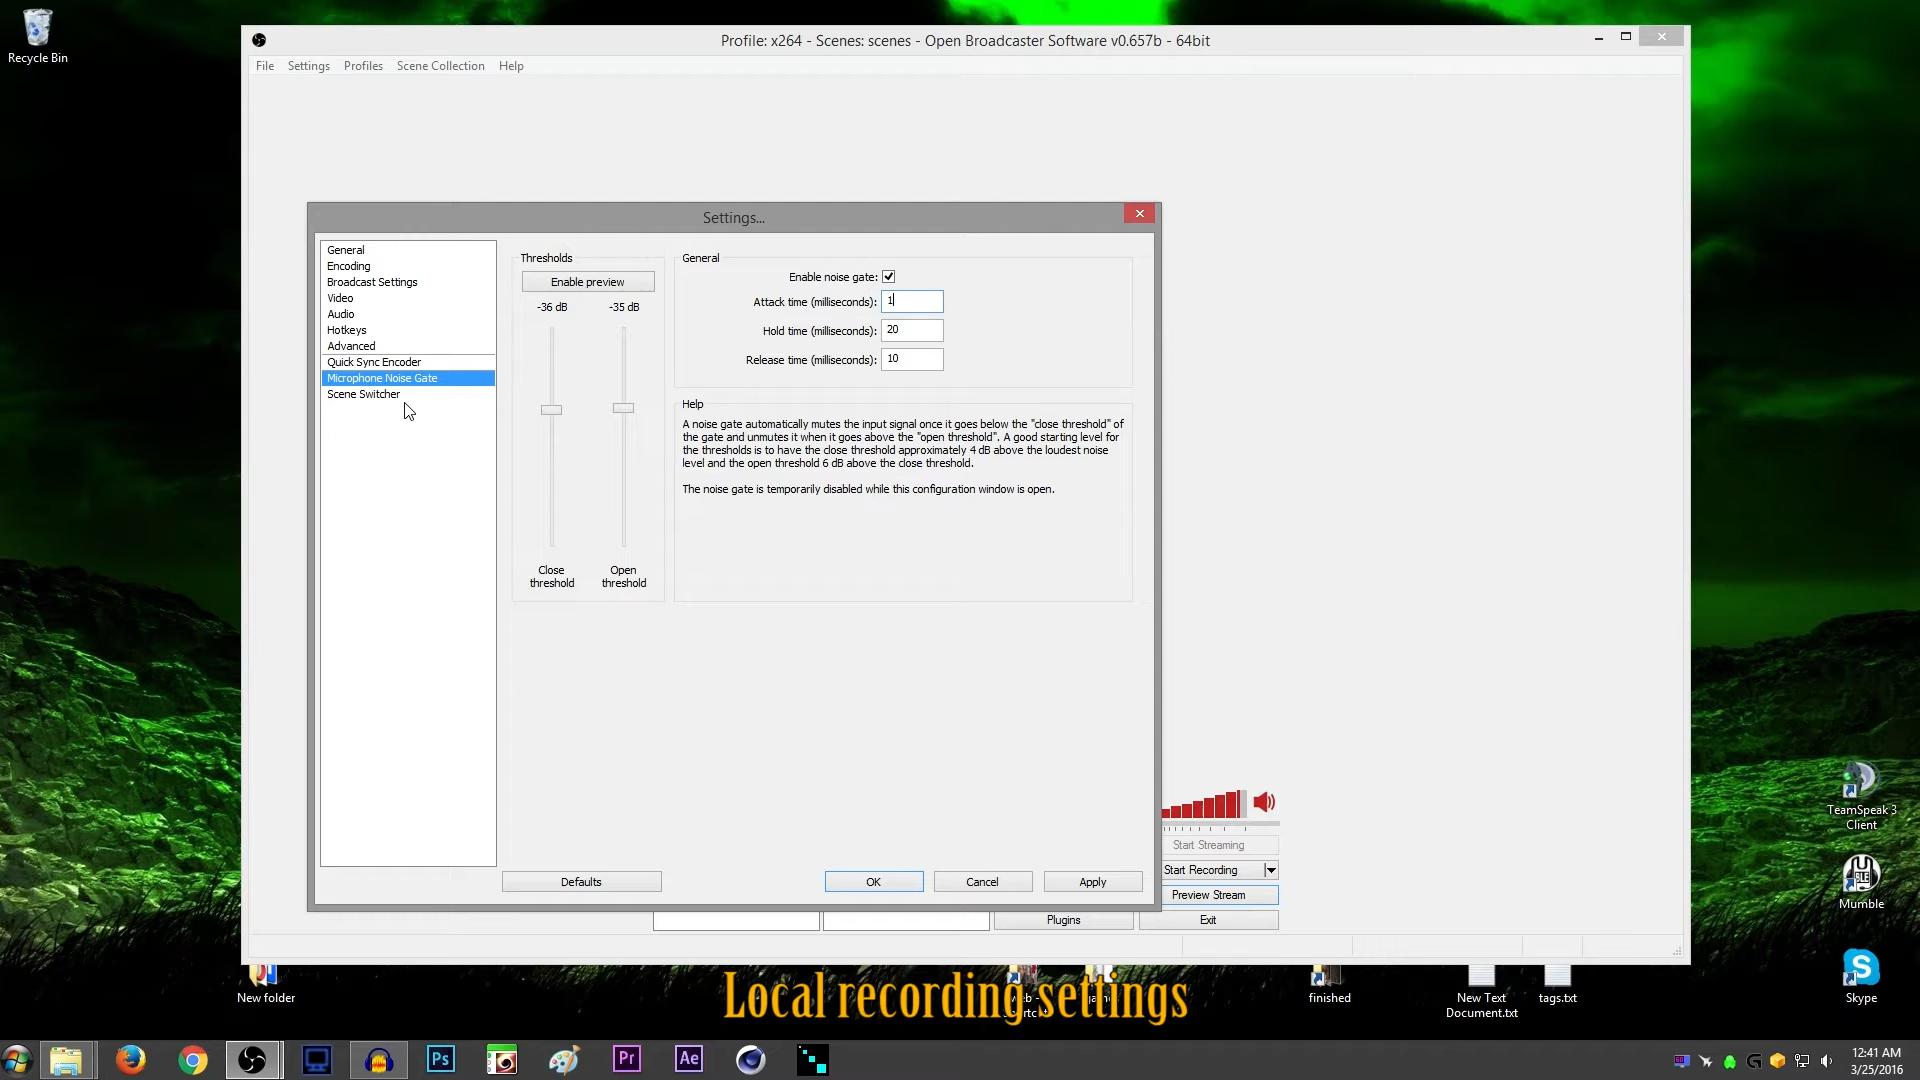 Recycle Bin
Profile: x264 - Scenes: scenes - Open Broadcaster Software v0.657b - 64bit
File Settings Profiles Scene Collection Help
Settings...
General
Encoding
Broadcast Settings
Video
Audio
Hotkeys
Advanced
Quick Sync Encoder
Microphone Noise Gate
Scene Switcher
Thresholds
Enable preview
-36 dB -35 dB
Close threshold
Open threshold
General
Enable noise gate:
Attack time (milliseconds): 1
Hold time (milliseconds): 20
Release time (milliseconds): 10
Help
A noise gate automatically mutes the input signal once it goes below the "close threshold" of
the gate and unmutes it when it goes above the "open threshold". A good starting level for
the thresholds is to have the close threshold approximately 4 dB above the loudest noise
level and the open threshold 6 dB above the close threshold.
The noise gate is temporarily disabled while this configuration window is open.
Defaults OK Cancel Apply
Start Streaming
Start Recording
Preview Stream
Plugins Exit
TeamSpeak 3
Client
Mumble
Skype
New folder
finished
New Text
Document.txt
tags.txt
Local recording settings
Ps
Pr
Ae
12:41 AM
3/25/2016